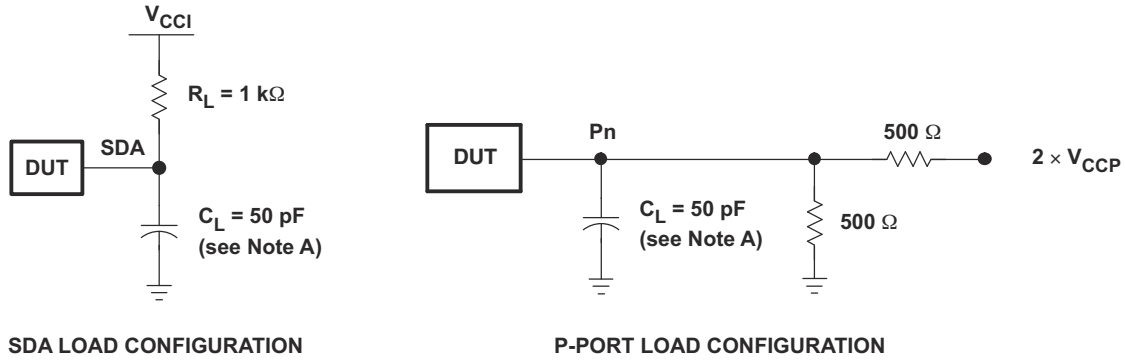 V_CCI
R_L = 1 kΩ
SDA
DUT
C_L = 50 pF
(see Note A)
SDA LOAD CONFIGURATION
DUT
Pn
500 Ω
2 × V_CCP
C_L = 50 pF
(see Note A)
500 Ω
P-PORT LOAD CONFIGURATION